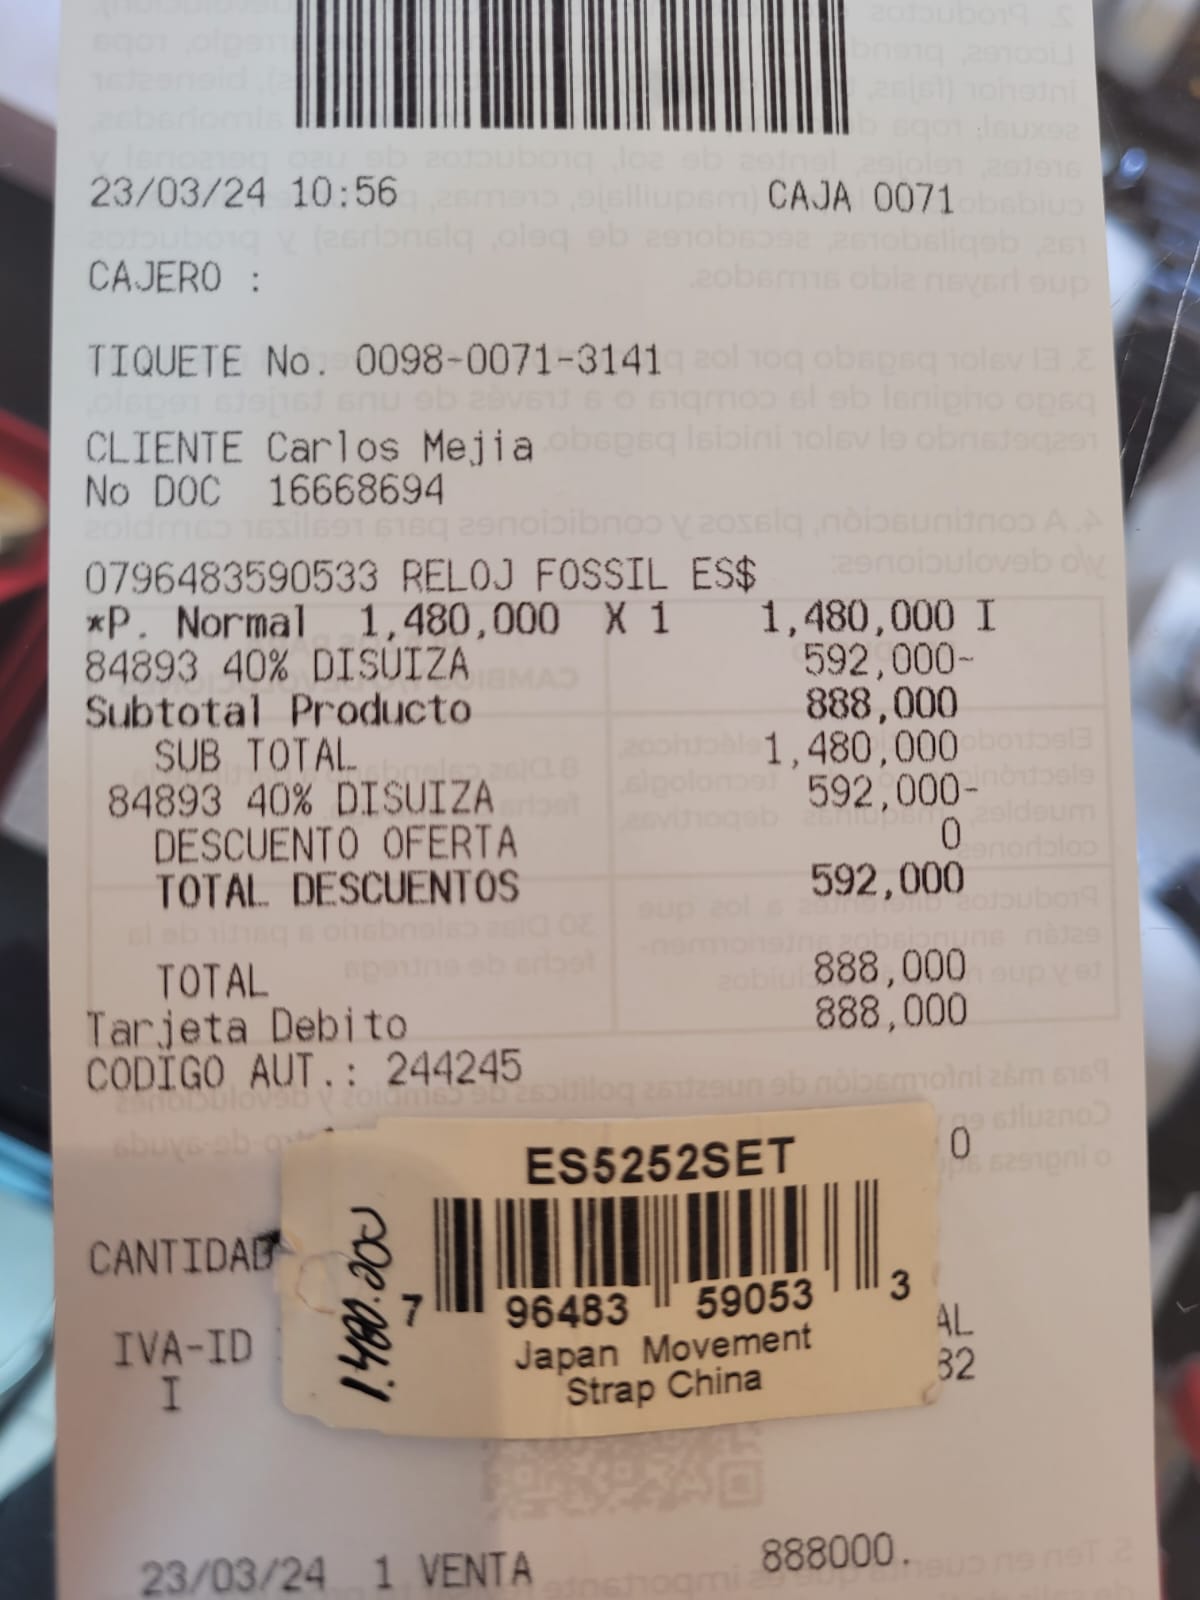 23/03/24 10:56 CAJA 0071
CAJERO :
TIQUETE No. 0098-0071-3141
CLIENTE Carlos Mejia
No DOC 16668694
0796483590533 RELOJ FOSSIL ES$
*P. Normal 1,480,000 X 1 1,480,000 I
84893 40% DISUIZA 592,000-
Subtotal Producto 888,000
SUB TOTAL 1,480,000
84893 40% DISUIZA 592,000-
DESCUENTO OFERTA 0
TOTAL DESCUENTOS 592,000
TOTAL 888,000
Tarjeta Debito 888,000
CODIGO AUT.: 244245
0
ES5252SET
7 96483 59053 3
Japan Movement
Strap China
CANTIDAD
IVA-ID AL
I 32
23/03/24 1 VENTA 888000.